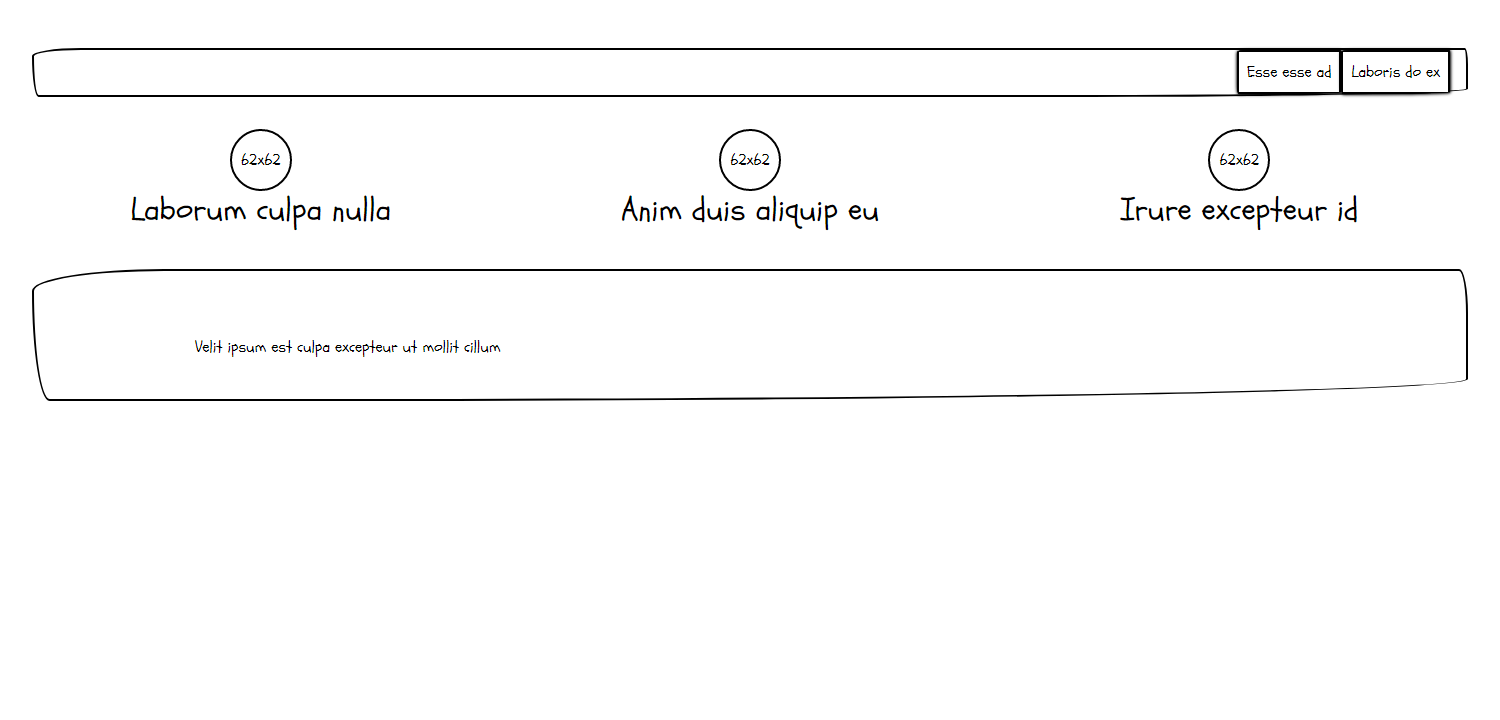 Esse esse ad
Laboris do ex
62x62
62x62
62x62
Laborum culpa nulla
Anim duis aliquip eu
Irure excepteur id
Velit ipsum est culpa excepteur ut mollit cillum